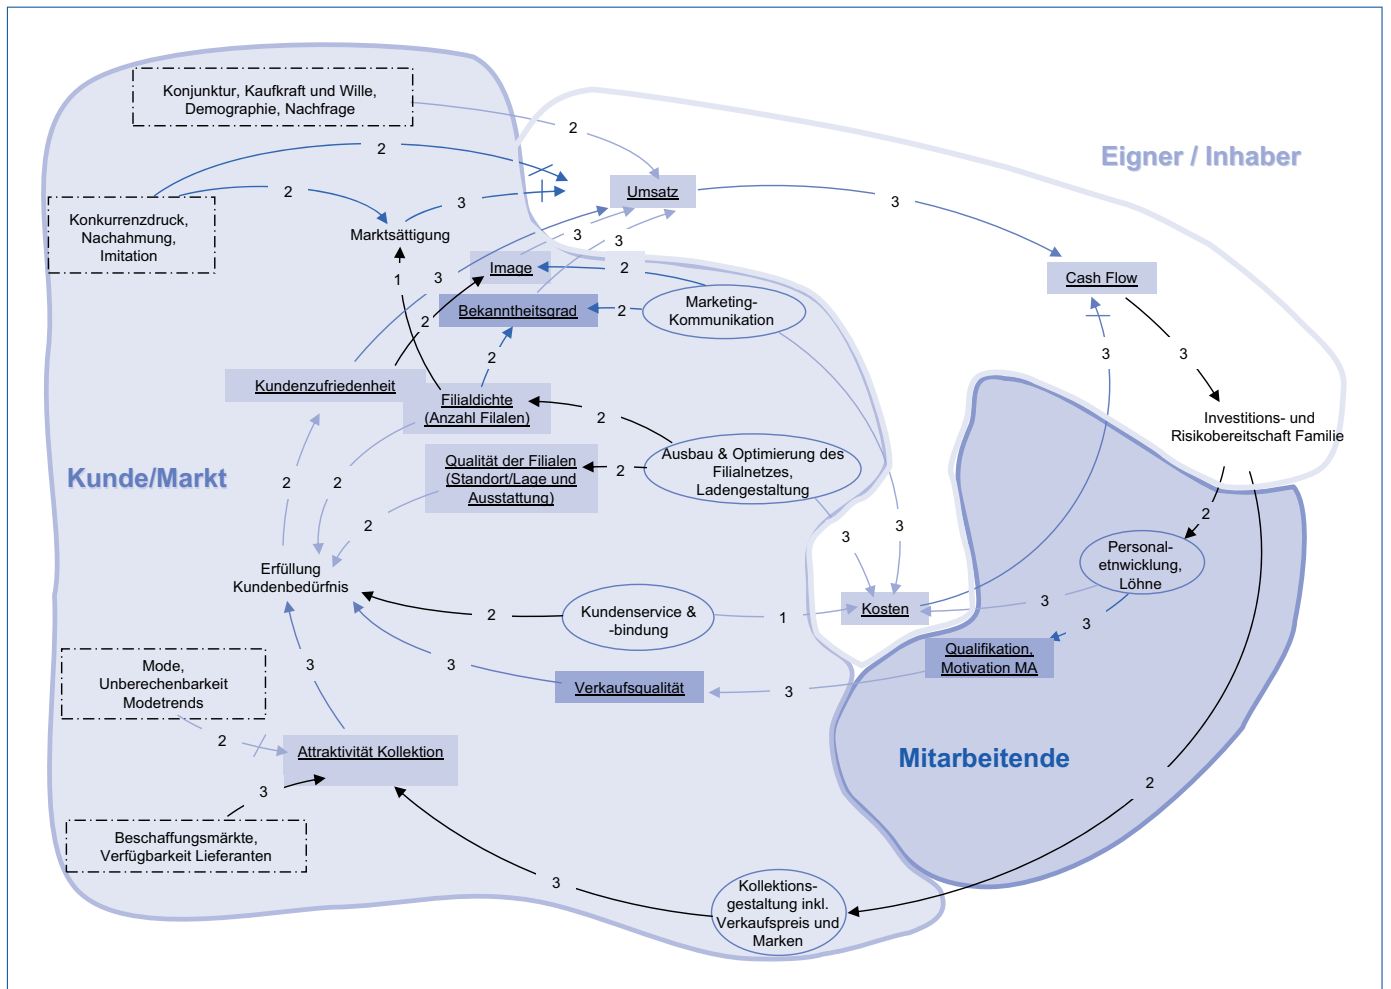 Konjunktur, Kaufkraft und Wille,
Demographie, Nachfrage
2
2
Eigner / Inhaber
2
3
Umsatz
3
Konkurrenzdruck,
Nachahmung,
Imitation
Marktsättigung
3
3
1
3
Image
2
Cash Flow
Bekanntheitsgrad
2
Marketing-
Kommunikation
2
2
3
3
Kundenzufriedenheit
Filialdichte
(Anzahl Filalen)
2
Investitions- und
Risikobereitschaft Familie
Kunde/Markt
2
2
Qualität der Filialen
(Standort/Lage und
Ausstattung)
2
Ausbau & Optimierung des
Filialnetzes,
Ladengestaltung
2
3
3
2
Personal-
etnwicklung,
Löhne
Erfüllung
Kundenbedürfnis
2
Kundenservice &
-bindung
1
Kosten
3
3
Mode,
Unberechenbarkeit
Modetrends
3
3
Verkaufsqualität
3
Qualifikation,
Motivation MA
2
Attraktivität Kollektion
Mitarbeitende
3
2
Beschaffungsmärkte,
Verfügbarkeit Lieferanten
3
Kollektions-
gestaltung inkl.
Verkaufspreis und
Marken